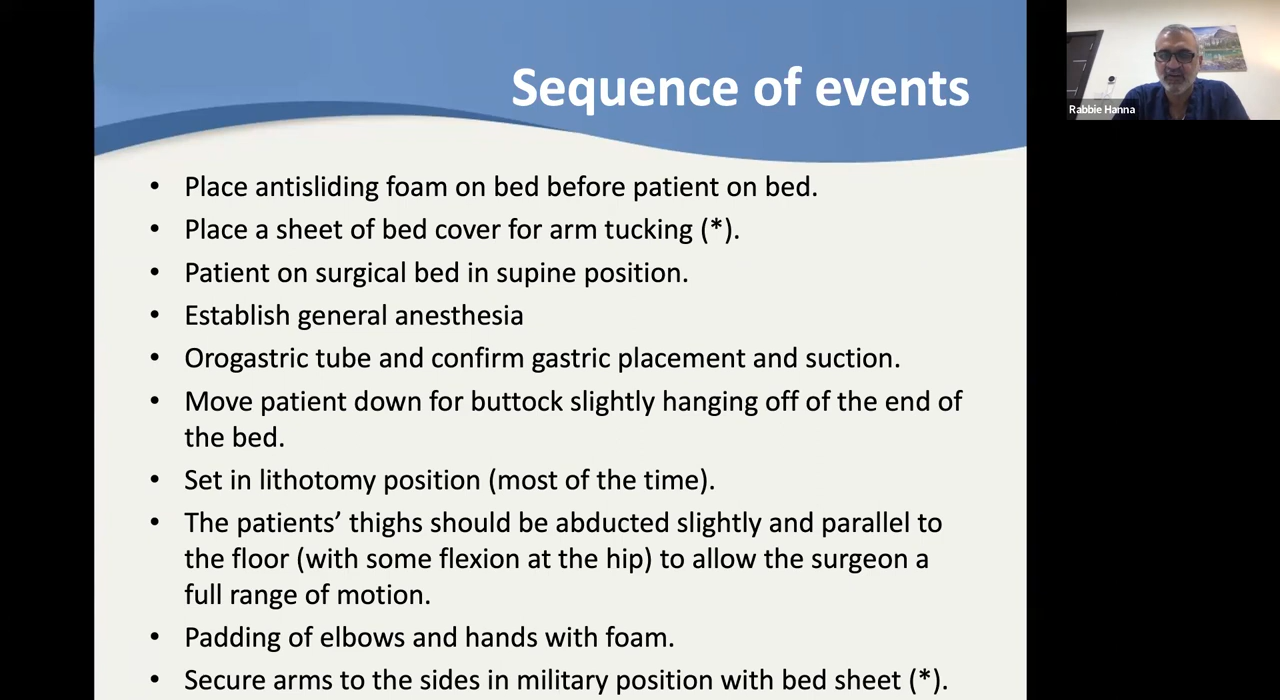 Sequence of events
Rabbie Hanna
• Place antisliding foam on bed before patient on bed.
• Place a sheet of bed cover for arm tucking (*).
• Patient on surgical bed in supine position.
• Establish general anesthesia
• Orogastric tube and confirm gastric placement and suction.
• Move patient down for buttock slightly hanging off of the end of
the bed.
• Set in lithotomy position (most of the time).
• The patients’ thighs should be abducted slightly and parallel to
the floor (with some flexion at the hip) to allow the surgeon a
full range of motion.
• Padding of elbows and hands with foam.
• Secure arms to the sides in military position with bed sheet (*).